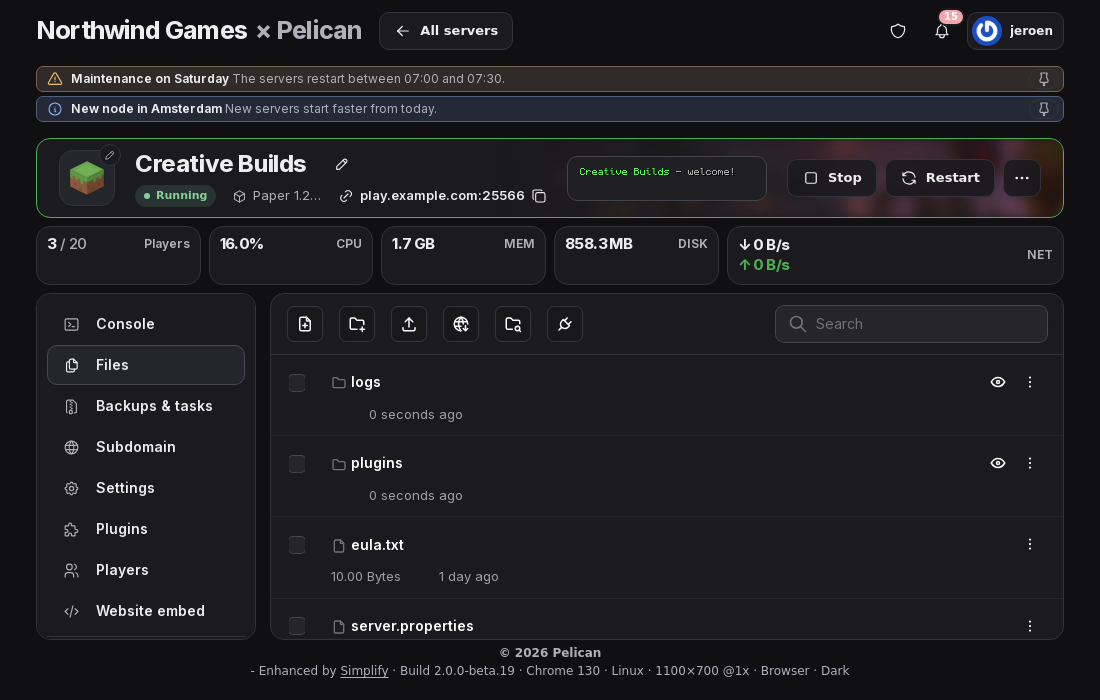 Northwind Games × Pelican
All servers
15
jeroen
Maintenance on Saturday The servers restart between 07:00 and 07:30.
New node in Amsterdam New servers start faster from today.
Creative Builds
Running
Paper 1.2...
play.example.com:25566
Creative Builds – welcome!
Stop
Restart
3 / 20 Players
16.0% CPU
1.7 GB MEM
858.3MB DISK
↓0 B/s
↑0 B/s
NET
Console
Files
Backups & tasks
Subdomain
Settings
Plugins
Players
Website embed
Search
logs
0 seconds ago
plugins
0 seconds ago
eula.txt
10.00 Bytes 1 day ago
server.properties
© 2026 Pelican
- Enhanced by Simplify · Build 2.0.0-beta.19 · Chrome 130 · Linux · 1100×700 @1x · Browser · Dark